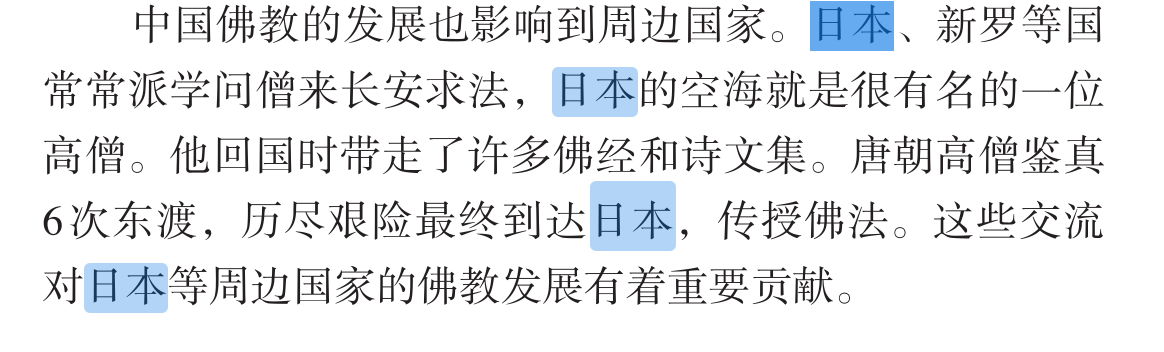 中国佛教的发展也影响到周边国家。日本、新罗等国
常常派学问僧来长安求法，日本的空海就是很有名的一位
高僧。他回国时带走了许多佛经和诗文集。唐朝高僧鉴真
6次东渡，历尽艰险最终到达日本，传授佛法。这些交流
对日本等周边国家的佛教发展有着重要贡献。